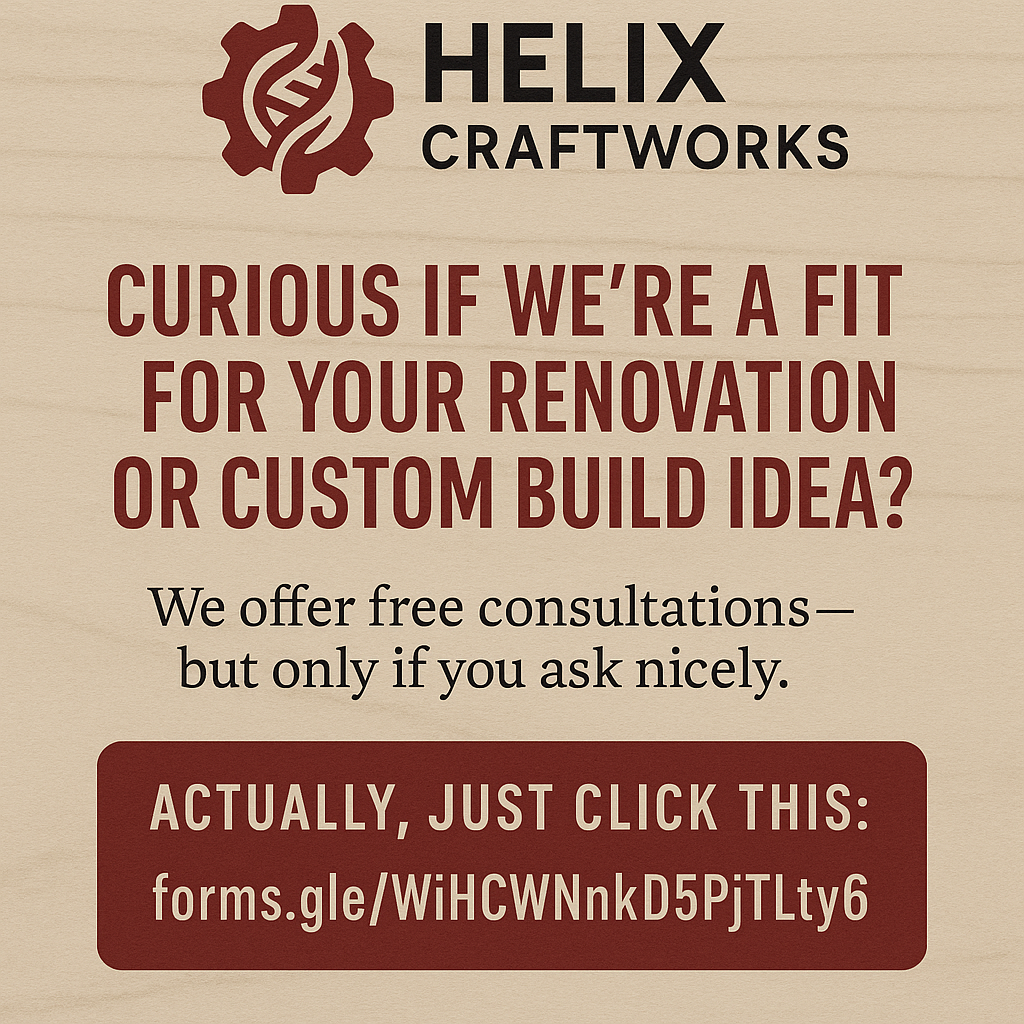 HELIX
CRAFTWORKS
CURIOUS IF WE’RE A FIT
FOR YOUR RENOVATION
OR CUSTOM BUILD IDEA?
We offer free consultations—
but only if you ask nicely.
ACTUALLY, JUST CLICK THIS:
forms.gle/WiHCWNnkD5PjTLty6